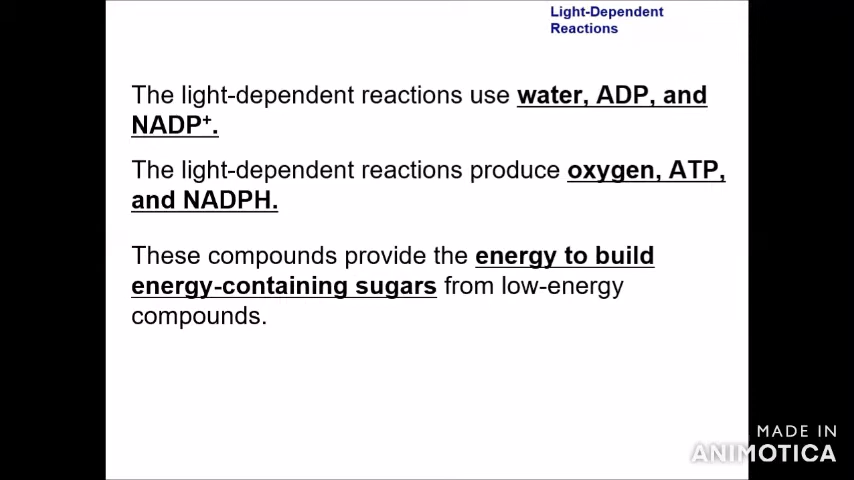 Light-Dependent
Reactions
The light-dependent reactions use water, ADP, and
NADP⁺.
The light-dependent reactions produce oxygen, ATP,
and NADPH.
These compounds provide the energy to build
energy-containing sugars from low-energy
compounds.
MADE IN
ANIMOTICA